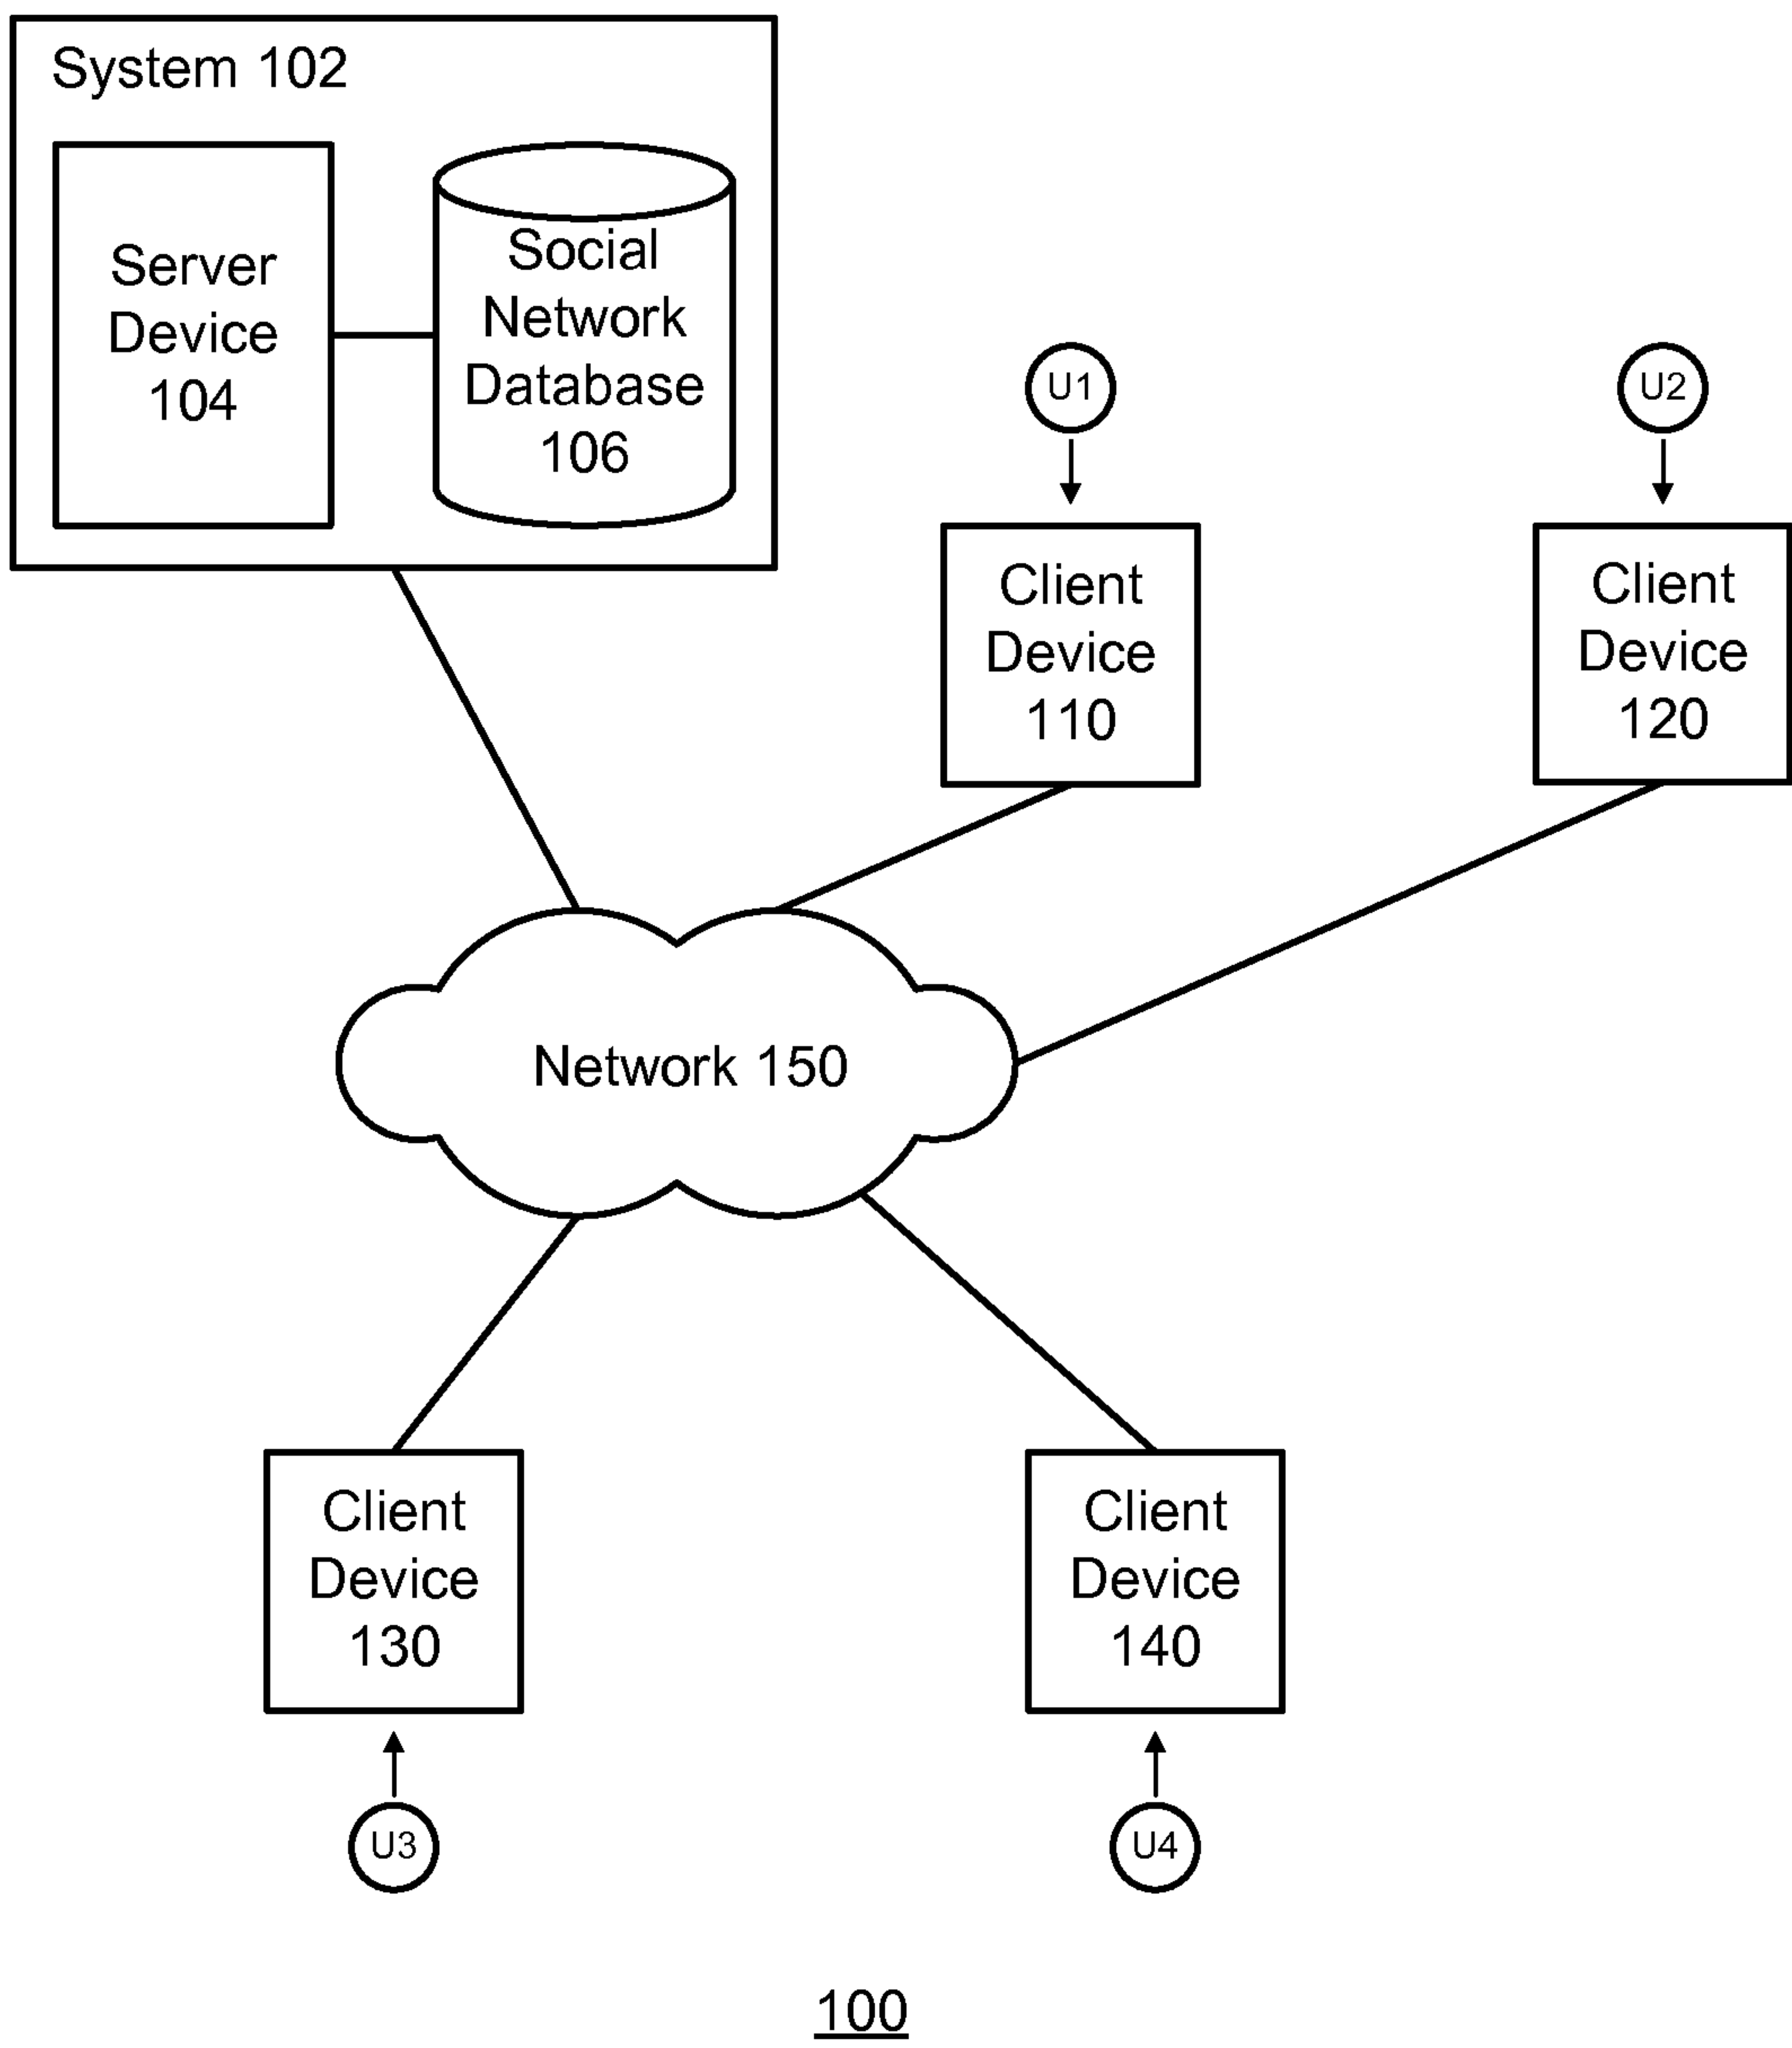 System 102
Server
Device
104
Social
Network
Database
106
U1
U2
Client
Device
110
Client
Device
120
Network 150
Client
Device
130
Client
Device
140
U3
U4
100